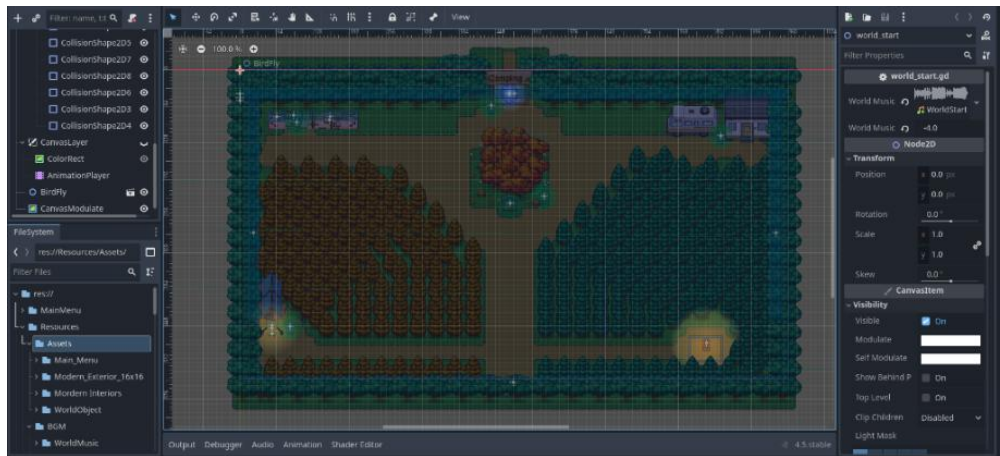 Filter: name, t:t
View
CollisionShape2D5
CollisionShape2D7
CollisionShape2D8
CollisionShape2D6
CollisionShape2D3
CollisionShape2D4
CanvasLayer
ColorRect
AnimationPlayer
BirdFly
CanvasModulate
FileSystem
res://Resources/Assets/
Filter Files
res://
MainMenu
Resources
Assets
Main_Menu
Modern_Exterior_16x16
Mordern Interiors
WorldObject
BGM
WorldMusic
100.0 %
BirdFly
Camping
Output Debugger Audio Animation Shader Editor
4.5.stable
world_start
Filter Properties
world_start.gd
World Music
WorldStart
World Music -4.0
Node2D
Transform
Position x 0.0 px
y 0.0 px
Rotation 0.0°
Scale x 1.0
y 1.0
Skew 0.0°
CanvasItem
Visibility
Visible On
Modulate
Self Modulate
Show Behind P On
Top Level On
Clip Children Disabled
Light Mask